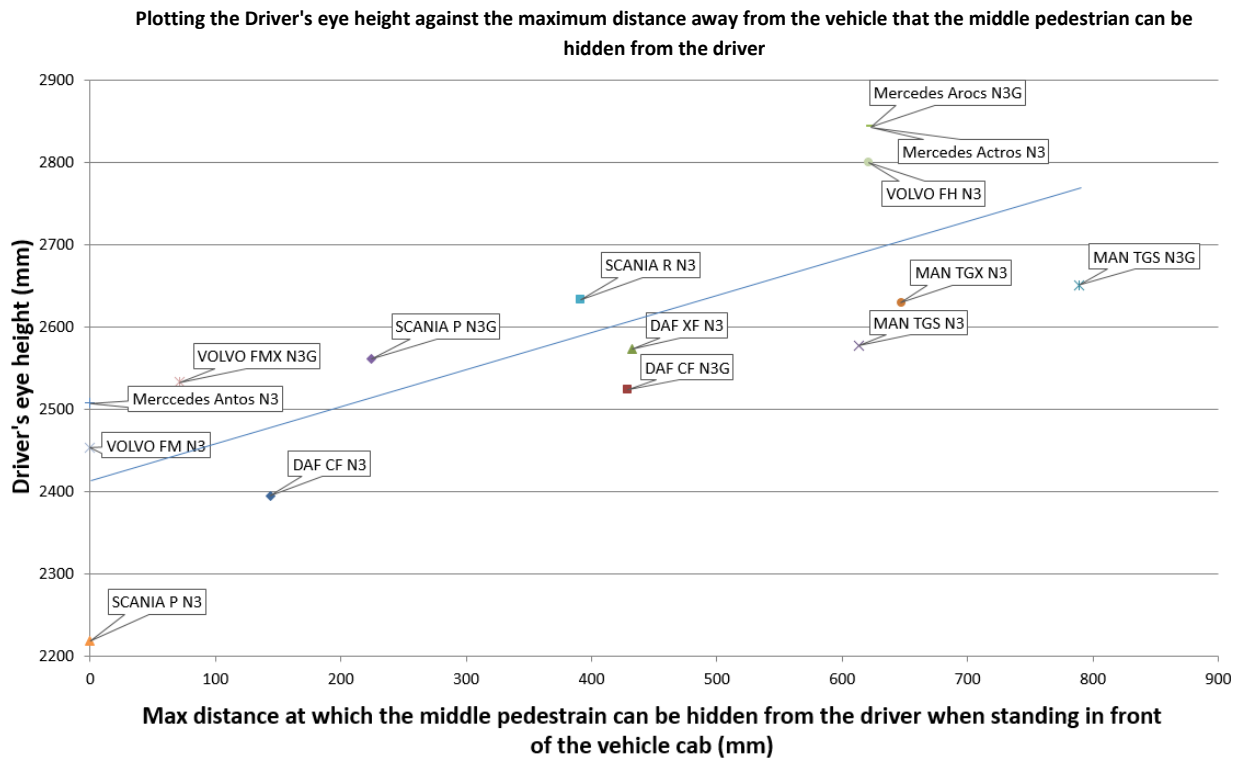 Plotting the Driver's eye height against the maximum distance away from the vehicle that the middle pedestrian can be
hidden from the driver
Driver's eye height (mm)
2900
2800
2700
2600
2500
2400
2300
2200
Mercedes Arocs N3G
Mercedes Actros N3
VOLVO FH N3
MAN TGS N3G
SCANIA R N3
MAN TGX N3
SCANIA P N3G
DAF XF N3
MAN TGS N3
VOLVO FMX N3G
DAF CF N3G
Merccedes Antos N3
VOLVO FM N3
DAF CF N3
SCANIA P N3
0 100 200 300 400 500 600 700 800 900
Max distance at which the middle pedestrain can be hidden from the driver when standing in front
of the vehicle cab (mm)